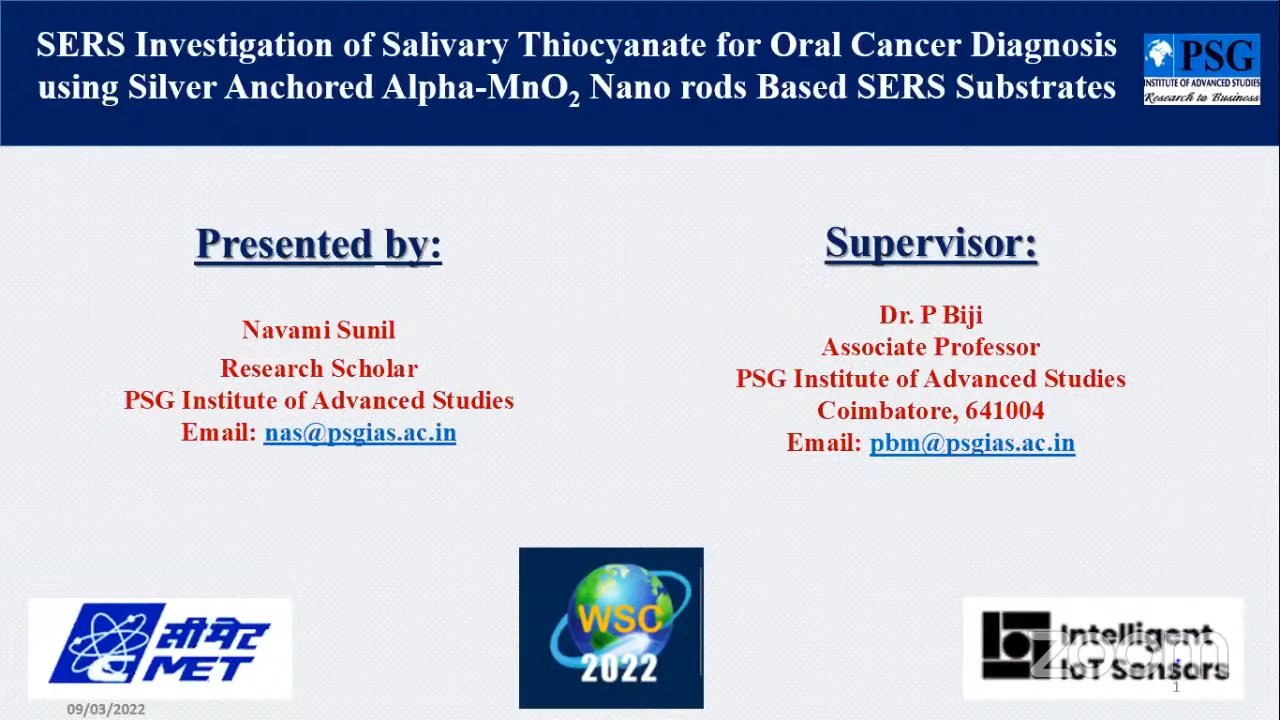 SERS Investigation of Salivary Thiocyanate for Oral Cancer Diagnosis
using Silver Anchored Alpha-MnO₂ Nano rods Based SERS Substrates
PSG
INSTITUTE OF ADVANCED STUDIES
Research to Business
Presented by:
Navami Sunil
Research Scholar
PSG Institute of Advanced Studies
Email: nas@psgias.ac.in
Supervisor:
Dr. P Biji
Associate Professor
PSG Institute of Advanced Studies
Coimbatore, 641004
Email: pbm@psgias.ac.in
सी-मेट
C MET
WSC
2022
Intelligent
IoT Sensors
zoom
1
09/03/2022